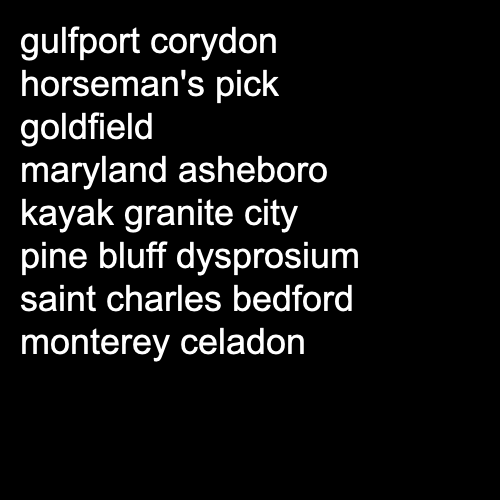 gulfport corydon
horseman's pick
goldfield
maryland asheboro
kayak granite city
pine bluff dysprosium
saint charles bedford
monterey celadon